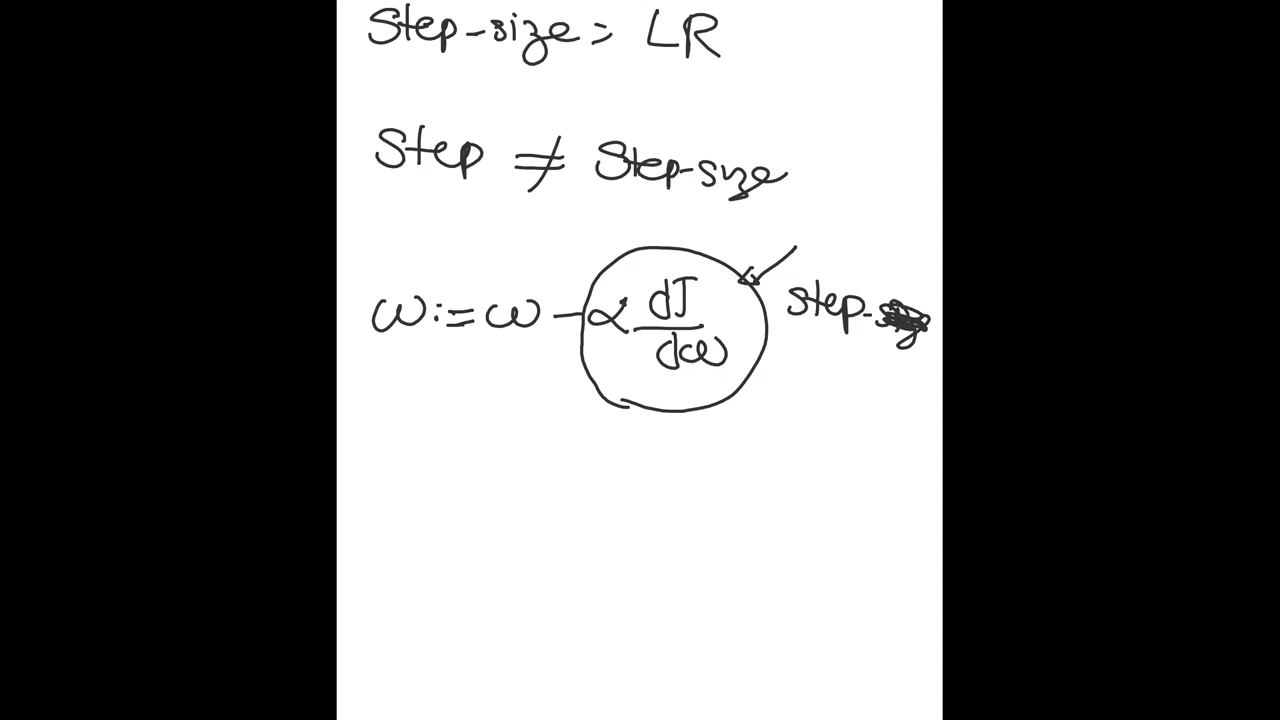 Step-size = LR
Step ≠ Step-size
ω := ω - α dJ/dω step-